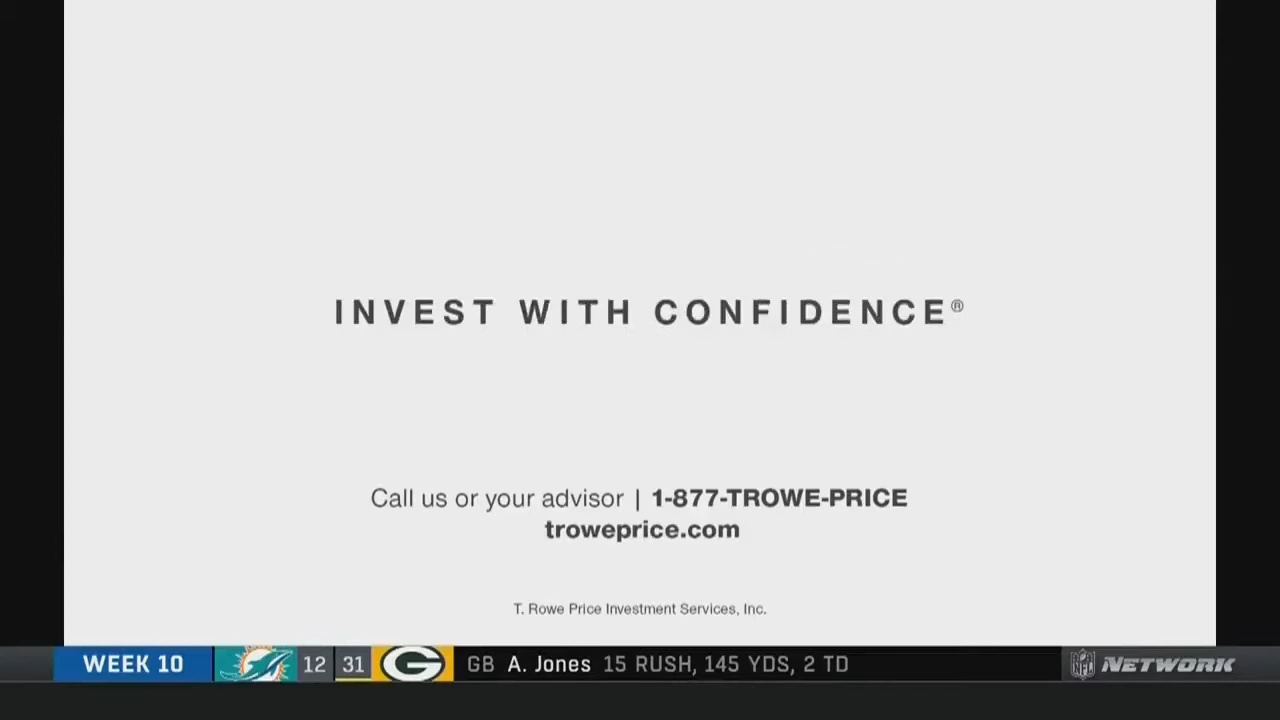 INVEST WITH CONFIDENCE®
Call us or your advisor | 1-877-TROWE-PRICE
troweprice.com
T. Rowe Price Investment Services, Inc.
WEEK 10 12 31 G GB A. Jones 15 RUSH, 145 YDS, 2 TD NFL NETWORK